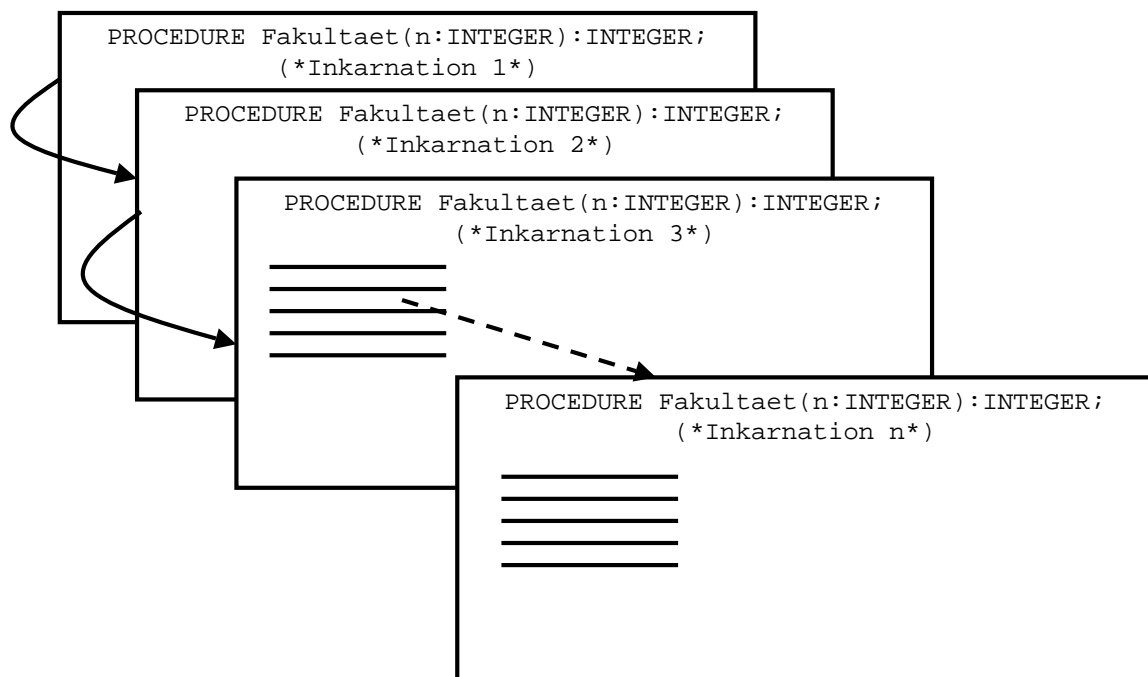 PROCEDURE Fakultaet(n:INTEGER):INTEGER;
(*Inkarnation 1*)
PROCEDURE Fakultaet(n:INTEGER):INTEGER;
(*Inkarnation 2*)
PROCEDURE Fakultaet(n:INTEGER):INTEGER;
(*Inkarnation 3*)
PROCEDURE Fakultaet(n:INTEGER):INTEGER;
(*Inkarnation n*)